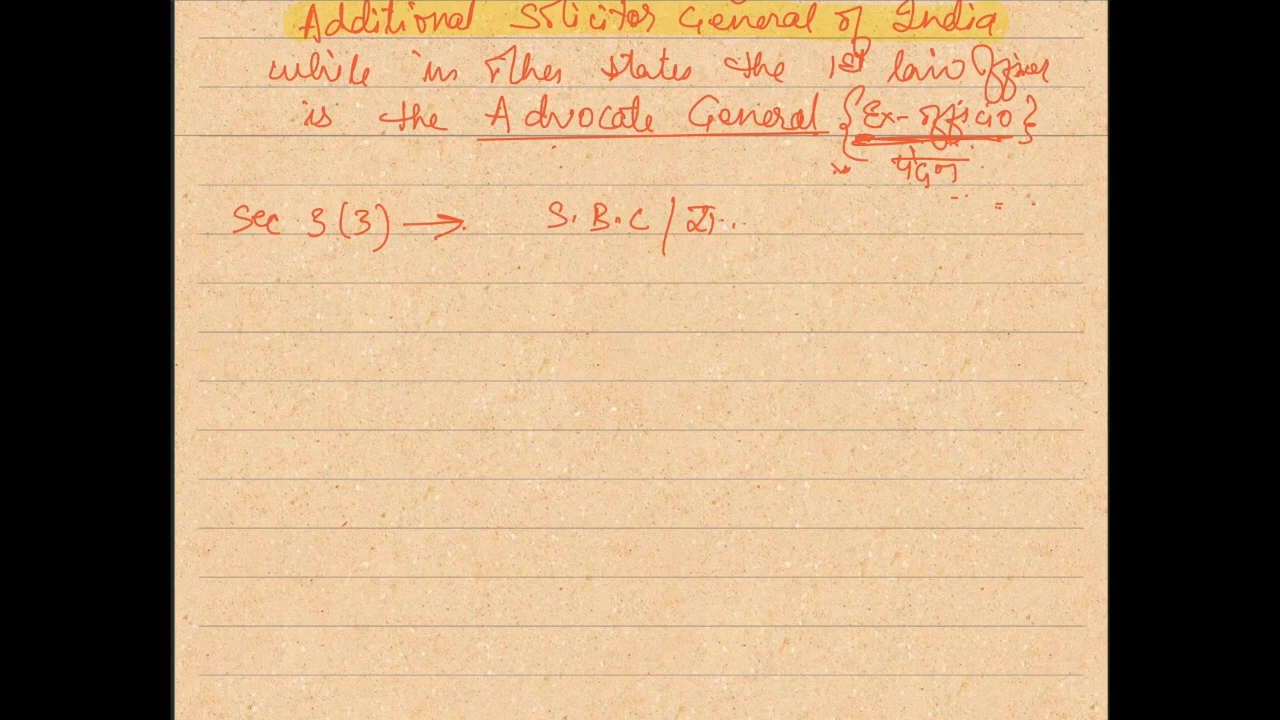 Additional Solicitor General of India
while in other states the 1st law officer
is the Advocate General {Ex-officio}
पदेन
Sec 3(3) → S.B.C /